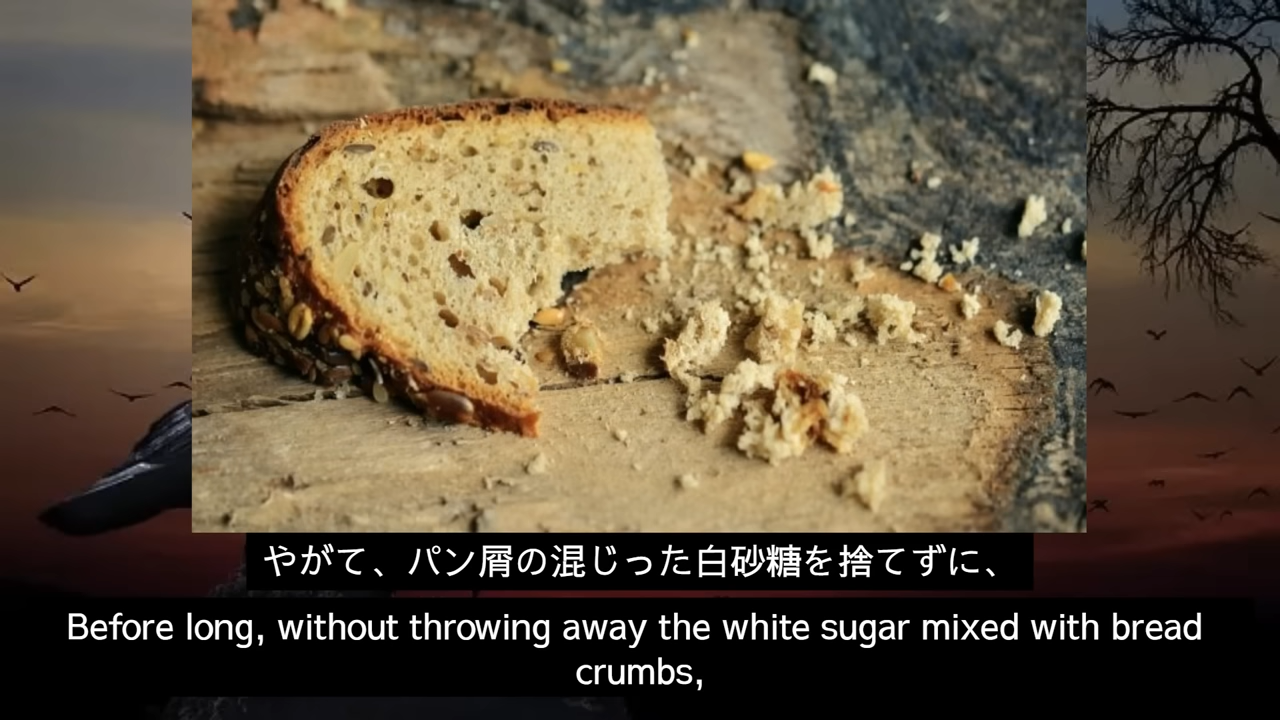 やがて、パン屑の混じった白砂糖を捨てずに、
Before long, without throwing away the white sugar mixed with bread
crumbs,